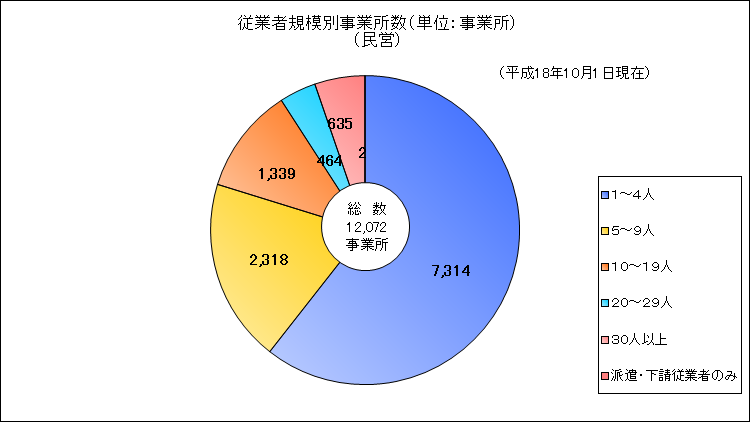 従業者規模別事業所数（単位：事業所）
（民営）
（平成18年10月1日現在）
635
2
464
1,339
2,318
7,314
総　数
12,072
事業所
１～４人
５～９人
１０～１９人
２０～２９人
３０人以上
派遣・下請従業者のみ